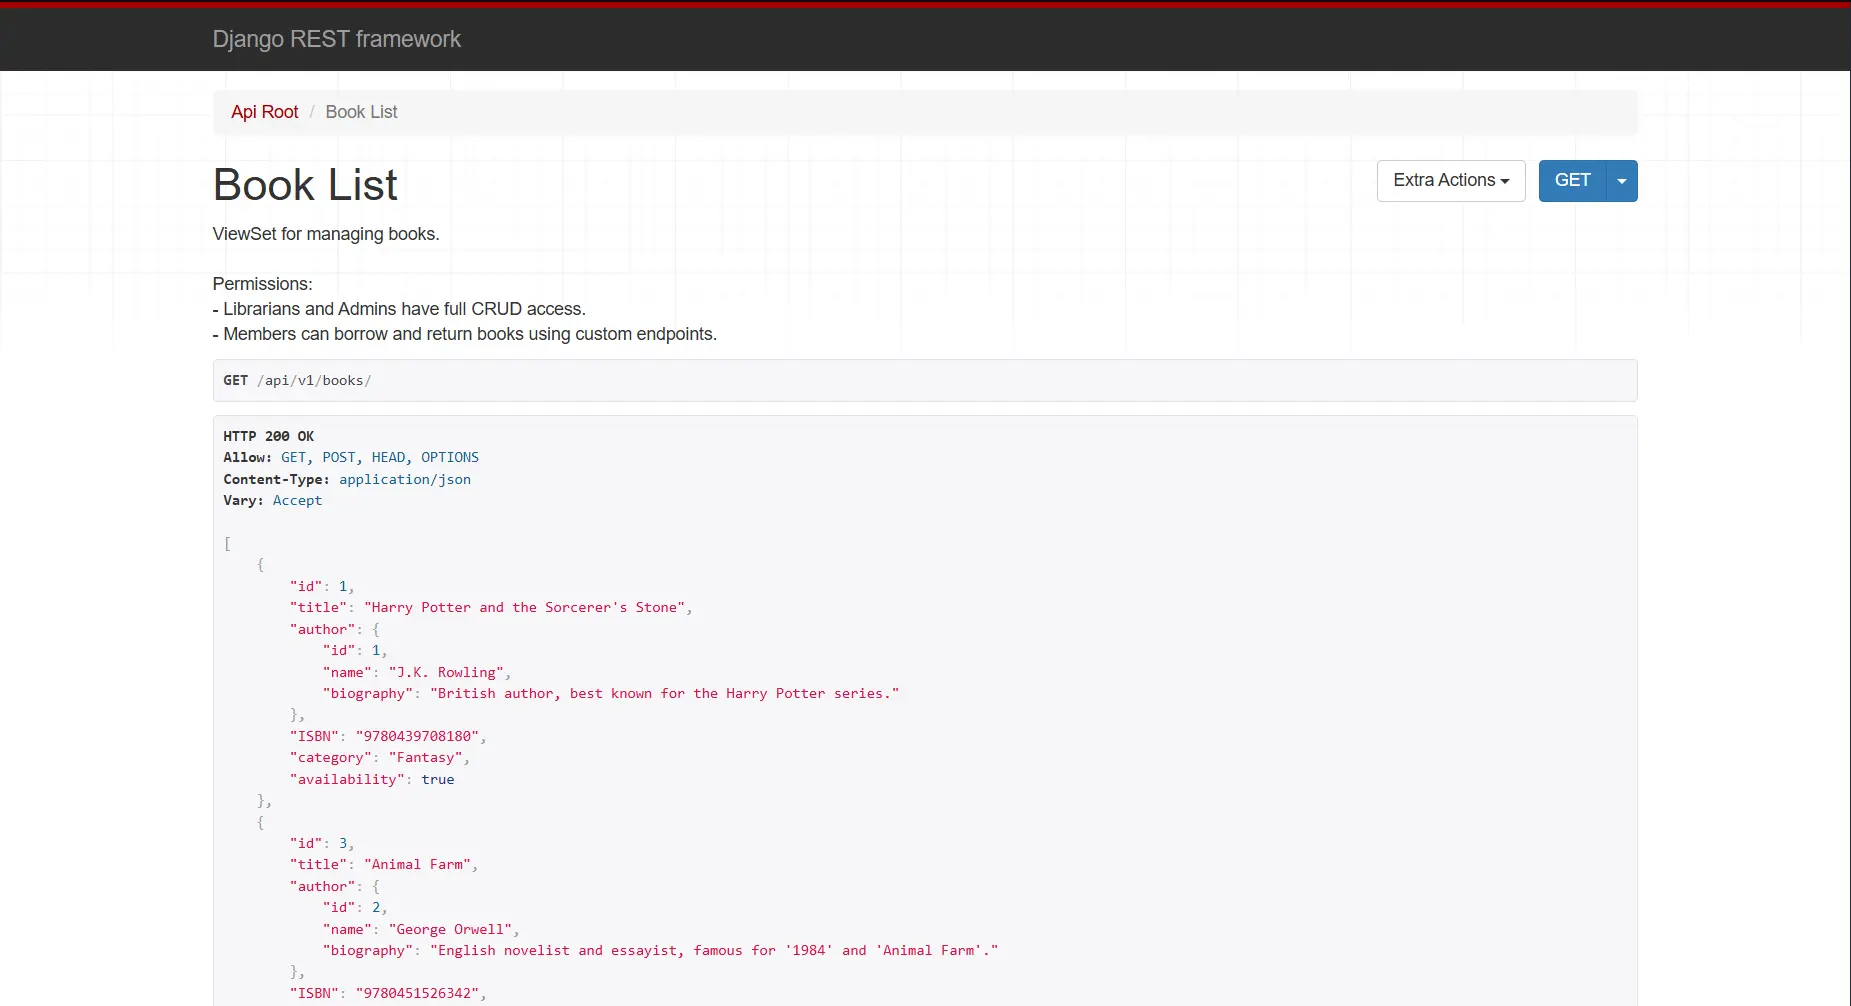 Django REST framework
Api Root / Book List
Book List
Extra Actions
GET
ViewSet for managing books.
Permissions:
- Librarians and Admins have full CRUD access.
- Members can borrow and return books using custom endpoints.
GET /api/v1/books/
HTTP 200 OK
Allow: GET, POST, HEAD, OPTIONS
Content-Type: application/json
Vary: Accept
[
    {
        "id": 1,
        "title": "Harry Potter and the Sorcerer's Stone",
        "author": {
            "id": 1,
            "name": "J.K. Rowling",
            "biography": "British author, best known for the Harry Potter series."
        },
        "ISBN": "9780439708180",
        "category": "Fantasy",
        "availability": true
    },
    {
        "id": 3,
        "title": "Animal Farm",
        "author": {
            "id": 2,
            "name": "George Orwell",
            "biography": "English novelist and essayist, famous for '1984' and 'Animal Farm'."
        },
        "ISBN": "9780451526342",